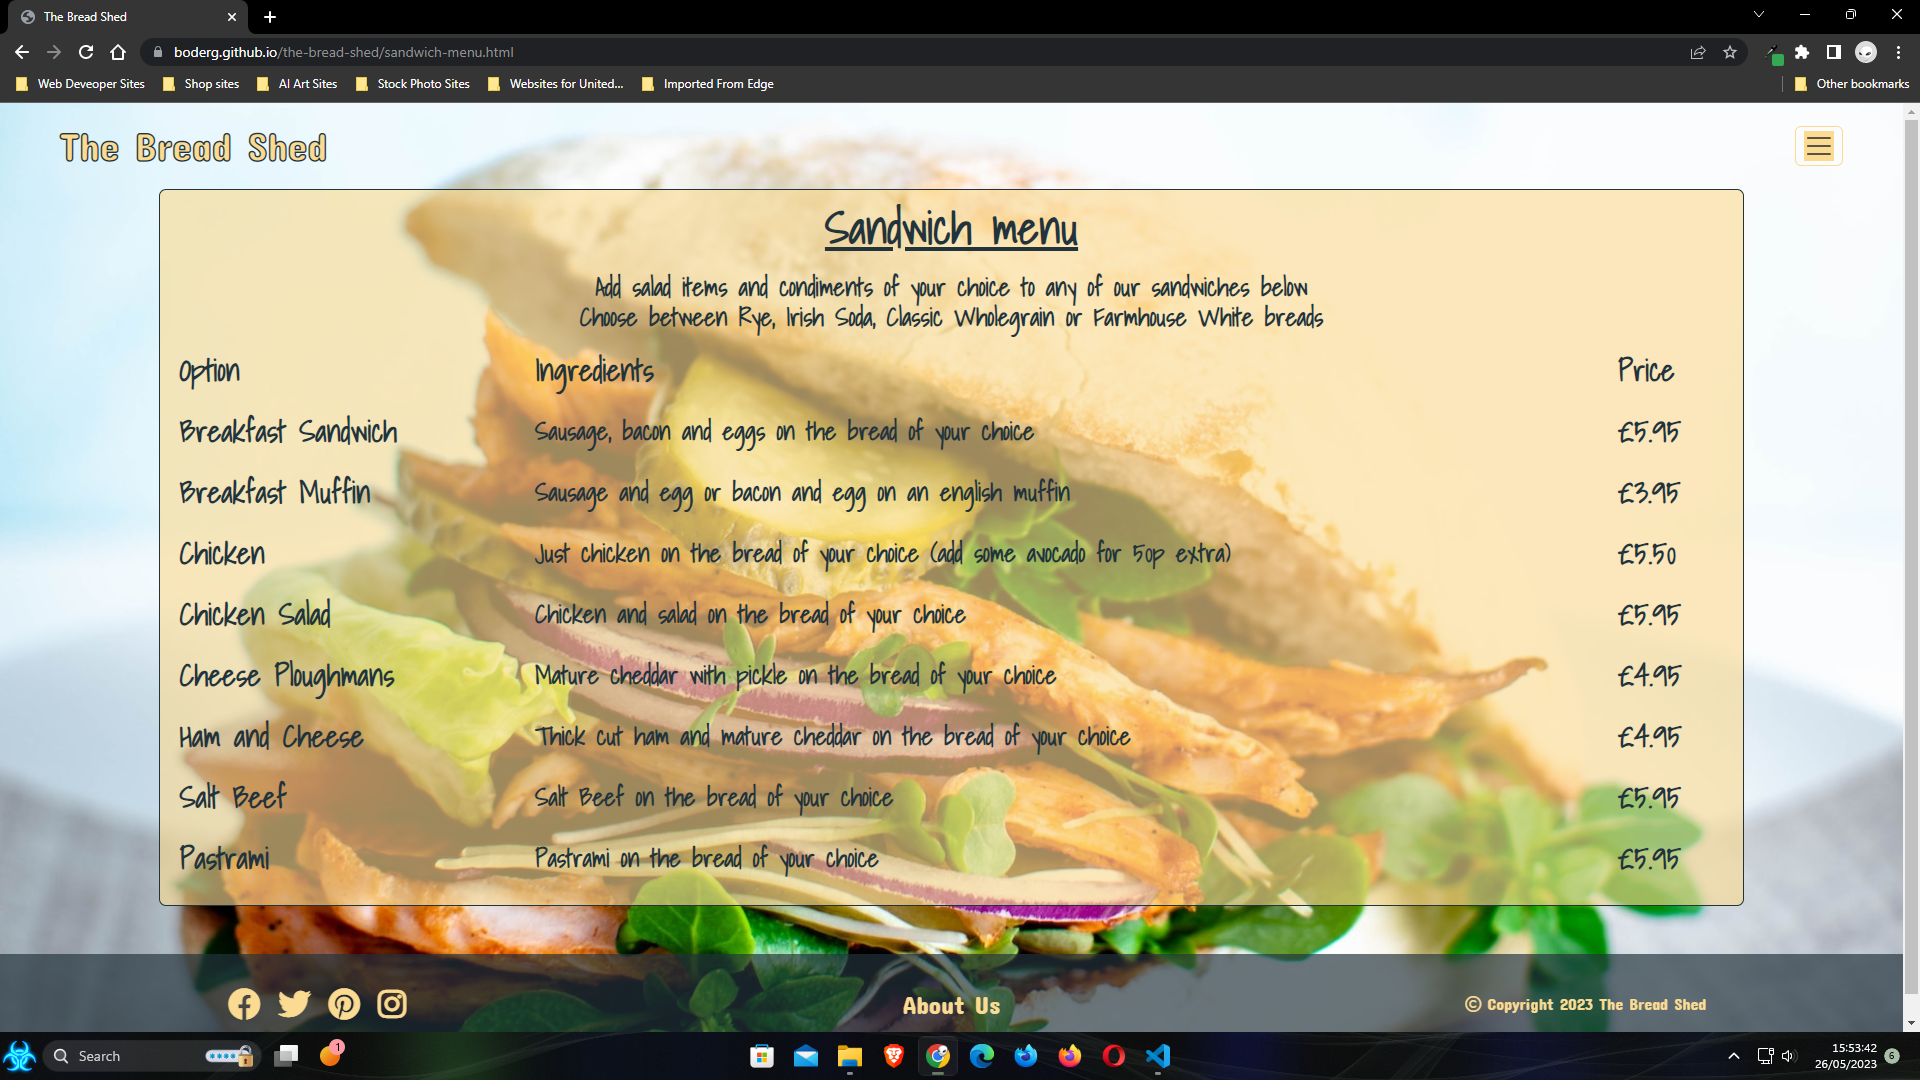 The Bread Shed
boderg.github.io/the-bread-shed/sandwich-menu.html
Web Deveoper Sites
Shop sites
AI Art Sites
Stock Photo Sites
Websites for United...
Imported From Edge
Other bookmarks
The Bread Shed
Sandwich menu
Add salad items and condiments of your choice to any of our sandwiches below
Choose between Rye, Irish Soda, Classic Wholegrain or Farmhouse White breads
Option Ingredients Price
Breakfast Sandwich Sausage, bacon and eggs on the bread of your choice £5.95
Breakfast Muffin Sausage and egg or bacon and egg on an english muffin £3.95
Chicken Just chicken on the bread of your choice (add some avocado for 50p extra) £5.50
Chicken Salad Chicken and salad on the bread of your choice £5.95
Cheese Ploughmans Mature cheddar with pickle on the bread of your choice £4.95
Ham and Cheese Thick cut ham and mature cheddar on the bread of your choice £4.95
Salt Beef Salt Beef on the bread of your choice £5.95
Pastrami Pastrami on the bread of your choice £5.95
About Us
© Copyright 2023 The Bread Shed
Search
1
15:53:42
26/05/2023
6